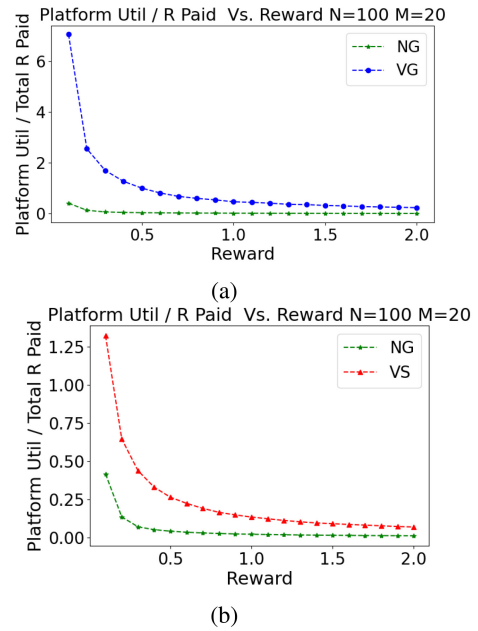 Platform Util / R Paid  Vs. Reward N=100 M=20
Platform Util / Total R Paid
6
4
2
0
NG
VG
0.5
1.0
1.5
2.0
Reward
(a)
Platform Util / R Paid  Vs. Reward N=100 M=20
Platform Util / Total R Paid
1.25
1.00
0.75
0.50
0.25
0.00
NG
VS
0.5
1.0
1.5
2.0
Reward
(b)